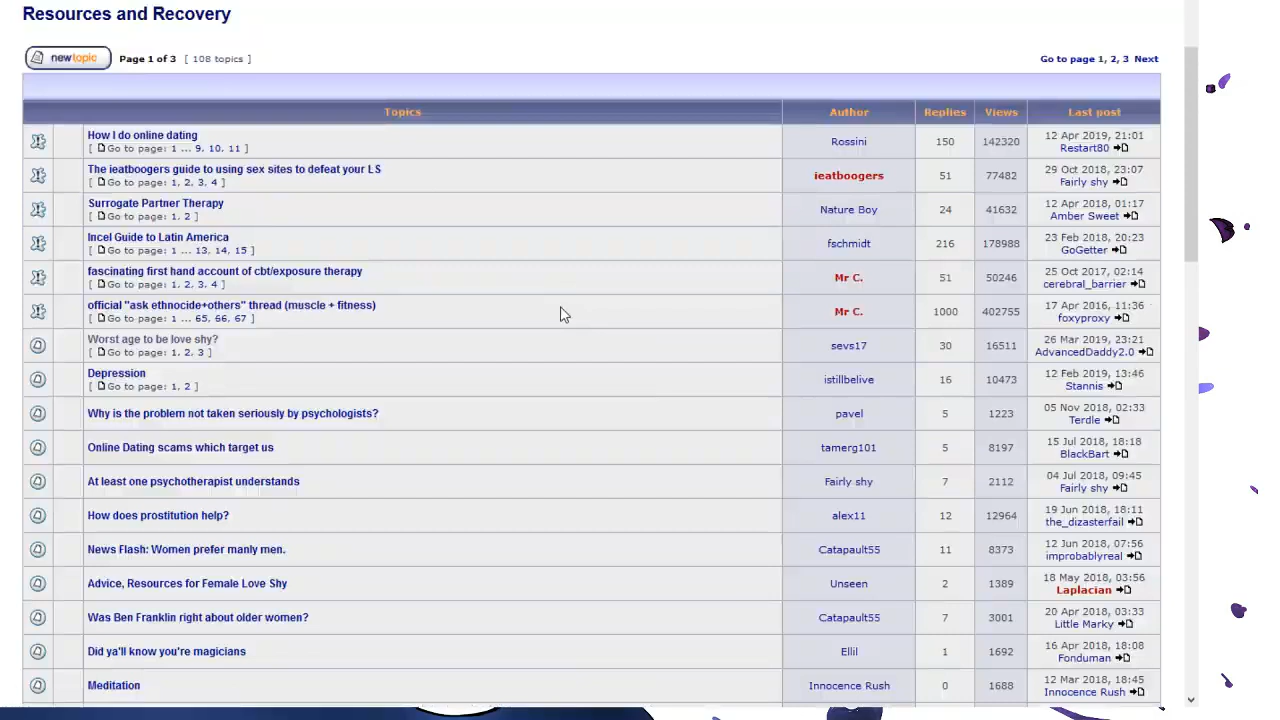 Resources and Recovery
newtopic Page 1 of 3 [ 108 topics ] Go to page 1, 2, 3 Next
Topics Author Replies Views Last post
How I do online dating
[ Go to page: 1 ... 9, 10, 11 ] Rossini 150 142320 12 Apr 2019, 21:01
Restart80
The ieatboogers guide to using sex sites to defeat your LS
[ Go to page: 1, 2, 3, 4 ] ieatboogers 51 77482 29 Oct 2018, 23:07
Fairly shy
Surrogate Partner Therapy
[ Go to page: 1, 2 ] Nature Boy 24 41632 12 Apr 2018, 01:17
Amber Sweet
Incel Guide to Latin America
[ Go to page: 1 ... 13, 14, 15 ] fschmidt 216 178988 23 Feb 2018, 20:23
GoGetter
fascinating first hand account of cbt/exposure therapy
[ Go to page: 1, 2, 3, 4 ] Mr C. 51 50246 25 Oct 2017, 02:14
cerebral_barrier
official "ask ethnocide+others" thread (muscle + fitness)
[ Go to page: 1 ... 65, 66, 67 ] Mr C. 1000 402755 17 Apr 2016, 11:36
foxyproxy
Worst age to be love shy?
[ Go to page: 1, 2, 3 ] sevs17 30 16511 26 Mar 2019, 23:21
AdvancedDaddy2.0
Depression
[ Go to page: 1, 2 ] istillbelive 16 10473 12 Feb 2019, 13:46
Stannis
Why is the problem not taken seriously by psychologists? pavel 5 1223 05 Nov 2018, 02:33
Terdle
Online Dating scams which target us tamerg101 5 8197 15 Jul 2018, 18:18
BlackBart
At least one psychotherapist understands Fairly shy 7 2112 04 Jul 2018, 09:45
Fairly shy
How does prostitution help? alex11 12 12964 19 Jun 2018, 18:11
the_dizasterfail
News Flash: Women prefer manly men. Catapault55 11 8373 12 Jun 2018, 07:56
improbablyreal
Advice, Resources for Female Love Shy Unseen 2 1389 18 May 2018, 03:56
Laplacian
Was Ben Franklin right about older women? Catapault55 7 3001 20 Apr 2018, 03:33
Little Marky
Did ya'll know you're magicians Ellil 1 1692 16 Apr 2018, 18:08
Fonduman
Meditation Innocence Rush 0 1688 12 Mar 2018, 18:45
Innocence Rush